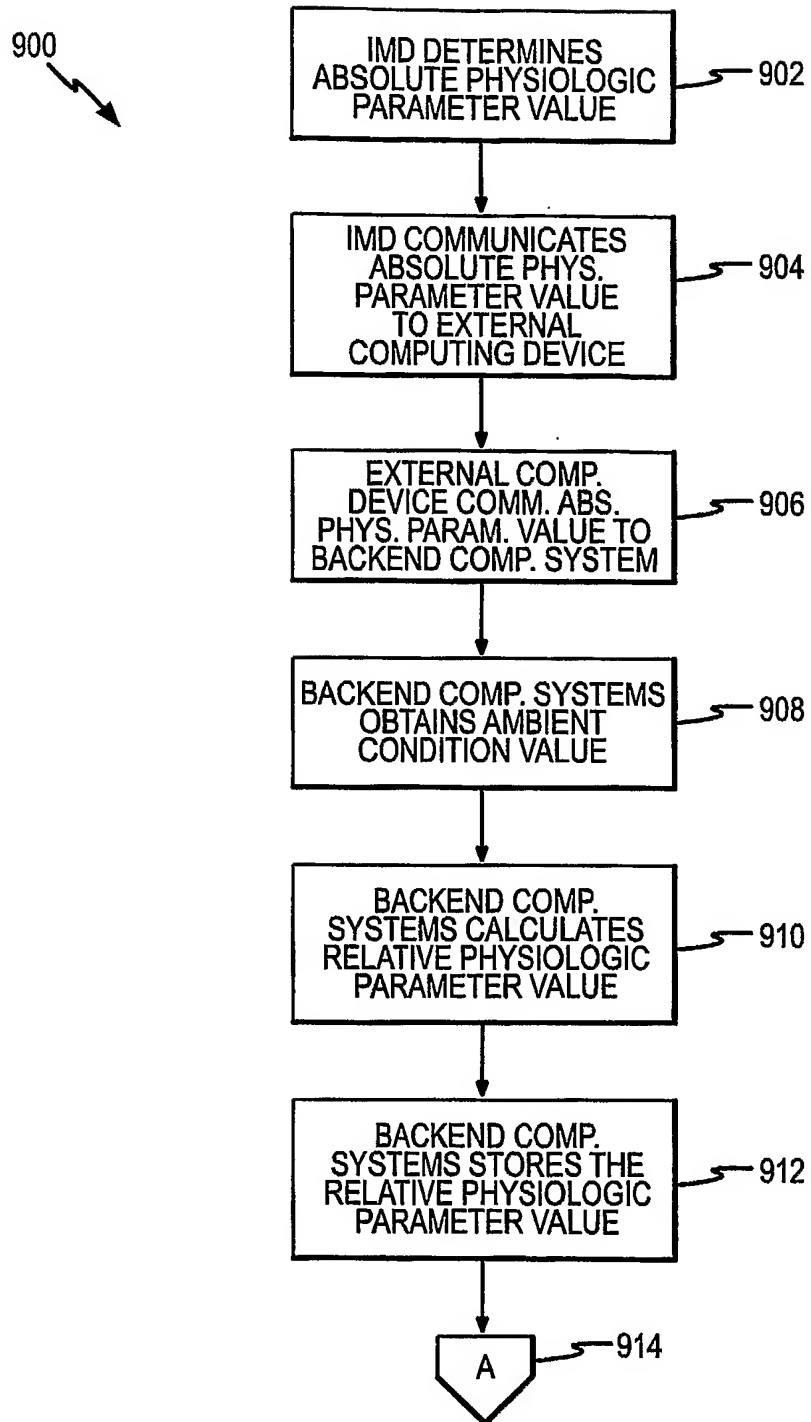 900
IMD DETERMINES
ABSOLUTE PHYSIOLOGIC
PARAMETER VALUE
902
IMD COMMUNICATES
ABSOLUTE PHYS.
PARAMETER VALUE
TO EXTERNAL
COMPUTING DEVICE
904
EXTERNAL COMP.
DEVICE COMM. ABS.
PHYS. PARAM. VALUE TO
BACKEND COMP. SYSTEM
906
BACKEND COMP. SYSTEMS
OBTAINS AMBIENT
CONDITION VALUE
908
BACKEND COMP.
SYSTEMS CALCULATES
RELATIVE PHYSIOLOGIC
PARAMETER VALUE
910
BACKEND COMP.
SYSTEMS STORES THE
RELATIVE PHYSIOLOGIC
PARAMETER VALUE
912
A
914